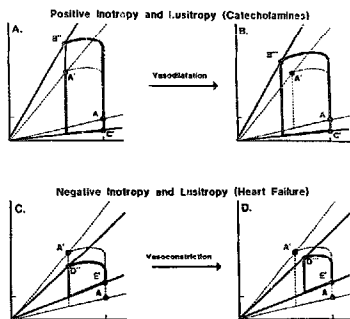 Positive Inotropy and Lusitropy (Catecholamines)
A.
B.
B'''
A'
Vasodilatation
B'''
A'
A
E'
A
C'
Negative Inotropy and Lusitropy (Heart Failure)
C.
D.
A'
D''
Vasoconstriction
A'
D
E'
A
E'
A